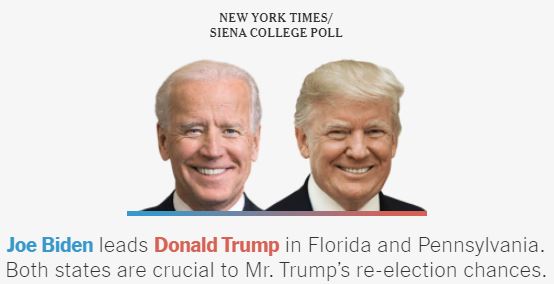 NEW YORK TIMES/
SIENA COLLEGE POLL
Joe Biden leads Donald Trump in Florida and Pennsylvania.
Both states are crucial to Mr. Trump’s re-election chances.